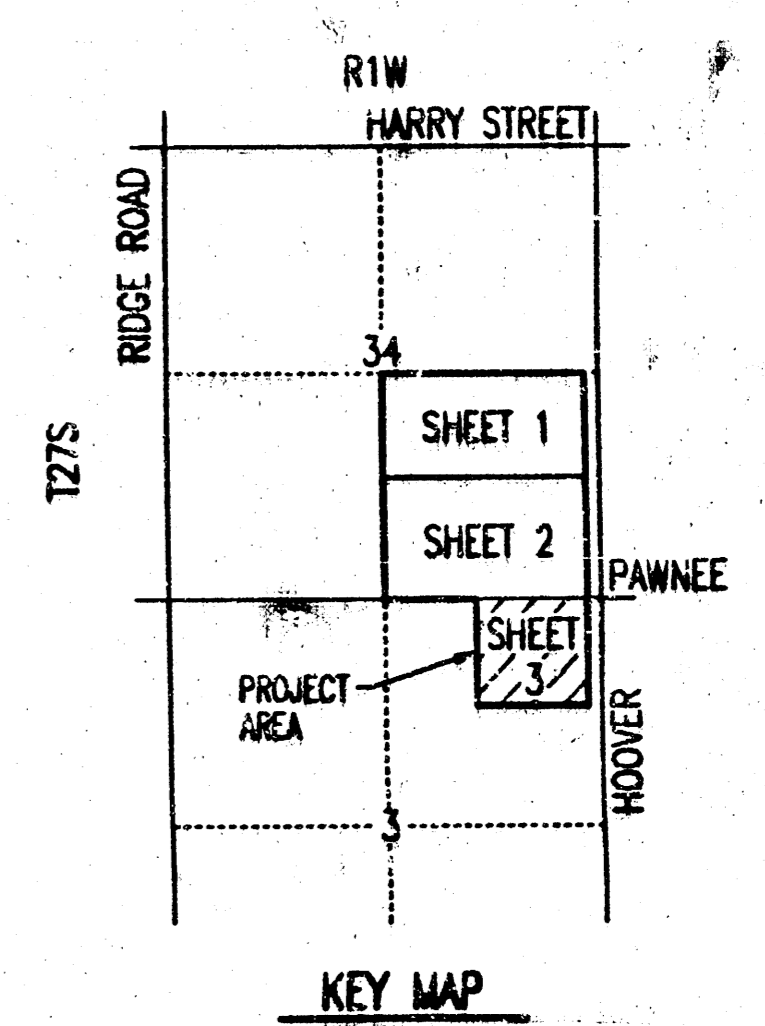 R1W
HARRY STREET
RIDGE ROAD
34
T27S
SHEET 1
SHEET 2
PAWNEE
SHEET
3
PROJECT
AREA
HOOVER
3
KEY MAP